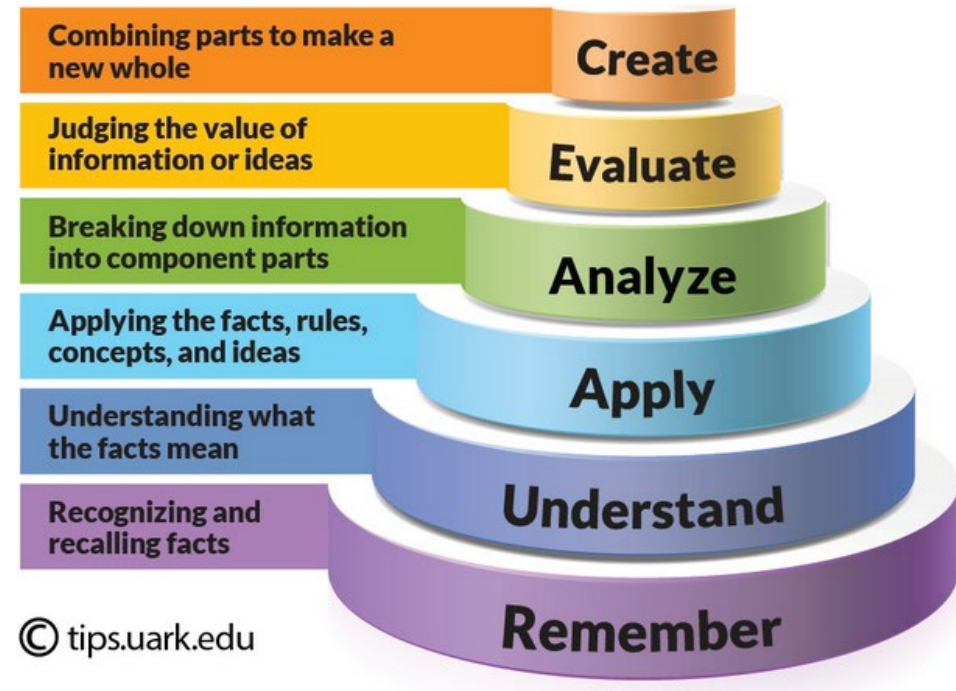 Combining parts to make a
new whole
Create
Judging the value of
information or ideas
Evaluate
Breaking down information
into component parts
Analyze
Applying the facts, rules,
concepts, and ideas
Apply
Understanding what
the facts mean
Understand
Recognizing and
recalling facts
Remember
© tips.uark.edu